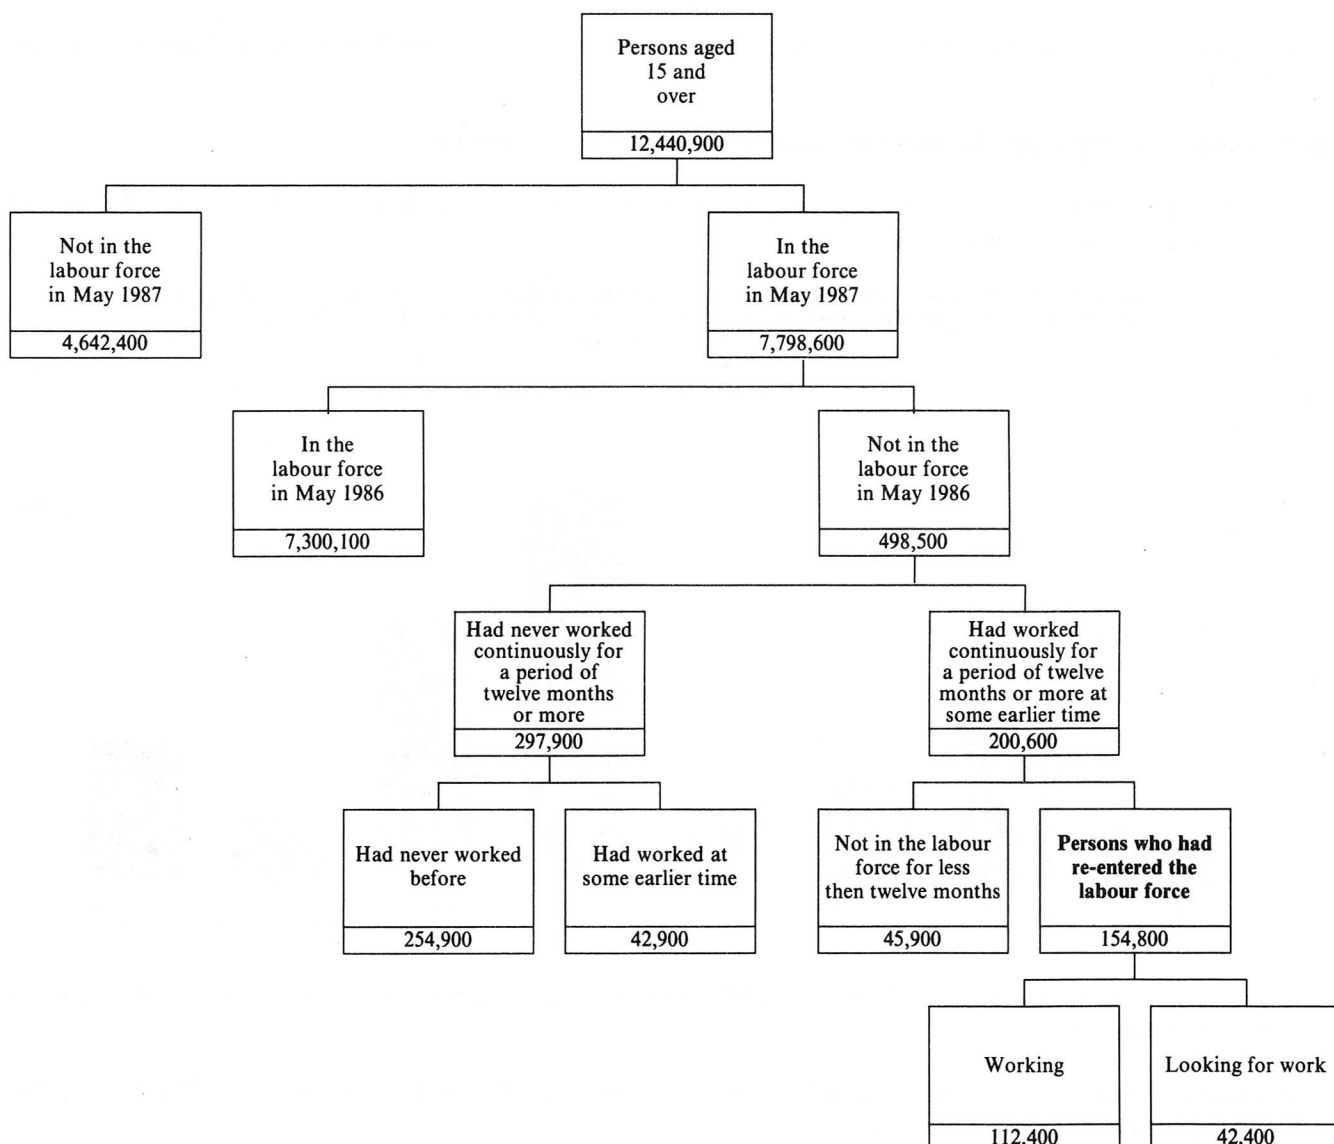 Persons aged
15 and
over
12,440,900
Not in the
labour force
in May 1987
4,642,400
In the
labour force
in May 1987
7,798,600
In the
labour force
in May 1986
7,300,100
Not in the
labour force
in May 1986
498,500
Had never worked
continuously for
a period of
twelve months
or more
297,900
Had worked
continuously for
a period of twelve
months or more at
some earlier time
200,600
Had never worked
before
254,900
Had worked at
some earlier time
42,900
Not in the labour
force for less
then twelve months
45,900
Persons who had
re-entered the
labour force
154,800
Working
112,400
Looking for work
42,400